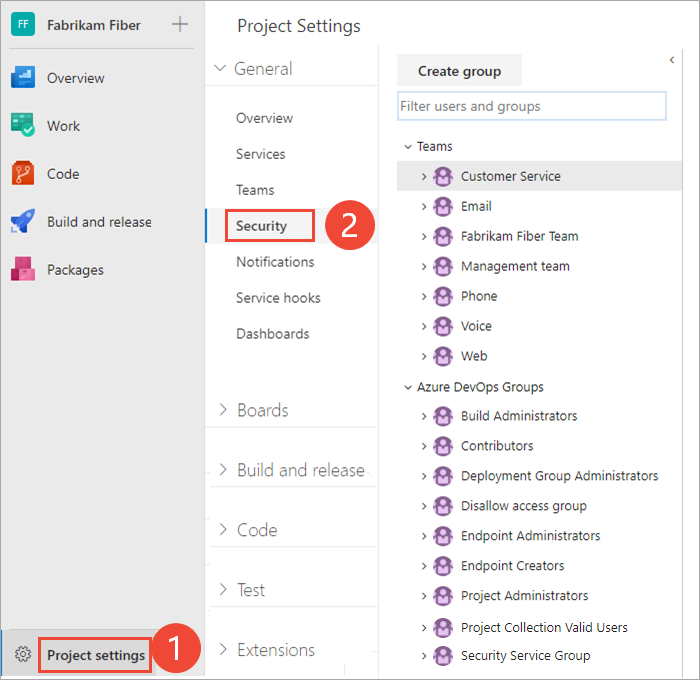 FF Fabrikam Fiber
Overview
Work
Code
Build and release
Packages
Project settings
1
Project Settings
General
Overview
Services
Teams
Security
2
Notifications
Service hooks
Dashboards
Boards
Build and release
Code
Test
Extensions
Create group
Filter users and groups
Teams
Customer Service
Email
Fabrikam Fiber Team
Management team
Phone
Voice
Web
Azure DevOps Groups
Build Administrators
Contributors
Deployment Group Administrators
Disallow access group
Endpoint Administrators
Endpoint Creators
Project Administrators
Project Collection Valid Users
Security Service Group